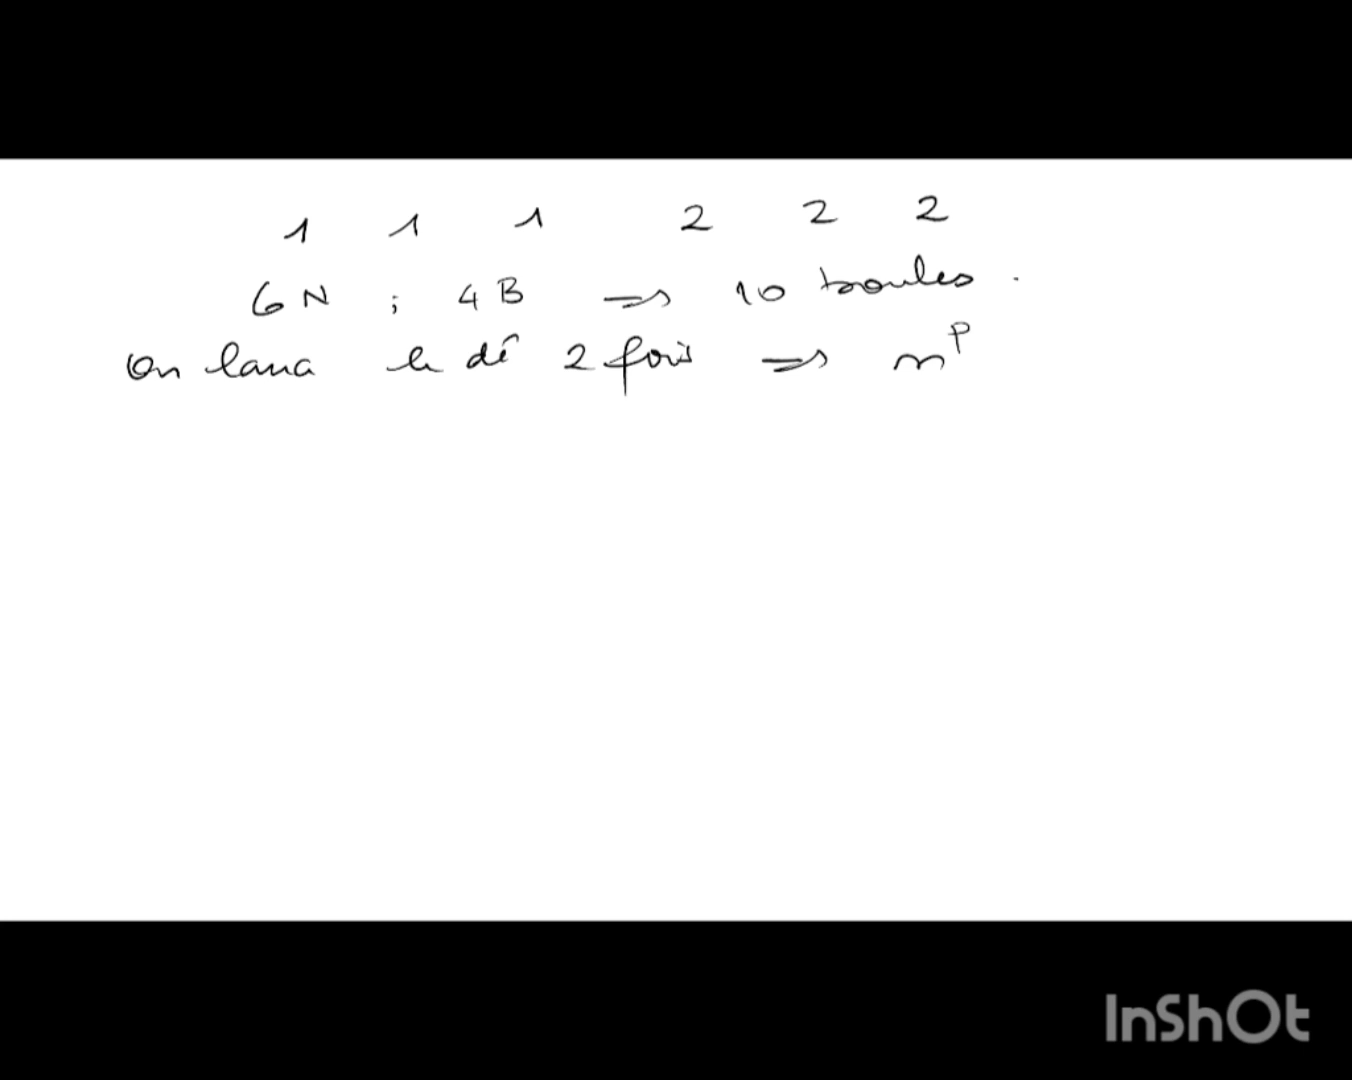 1 1 1 2 2 2
6N ; 4B => 10 boules.
On lance le dé 2 fois => n^p
InShOt